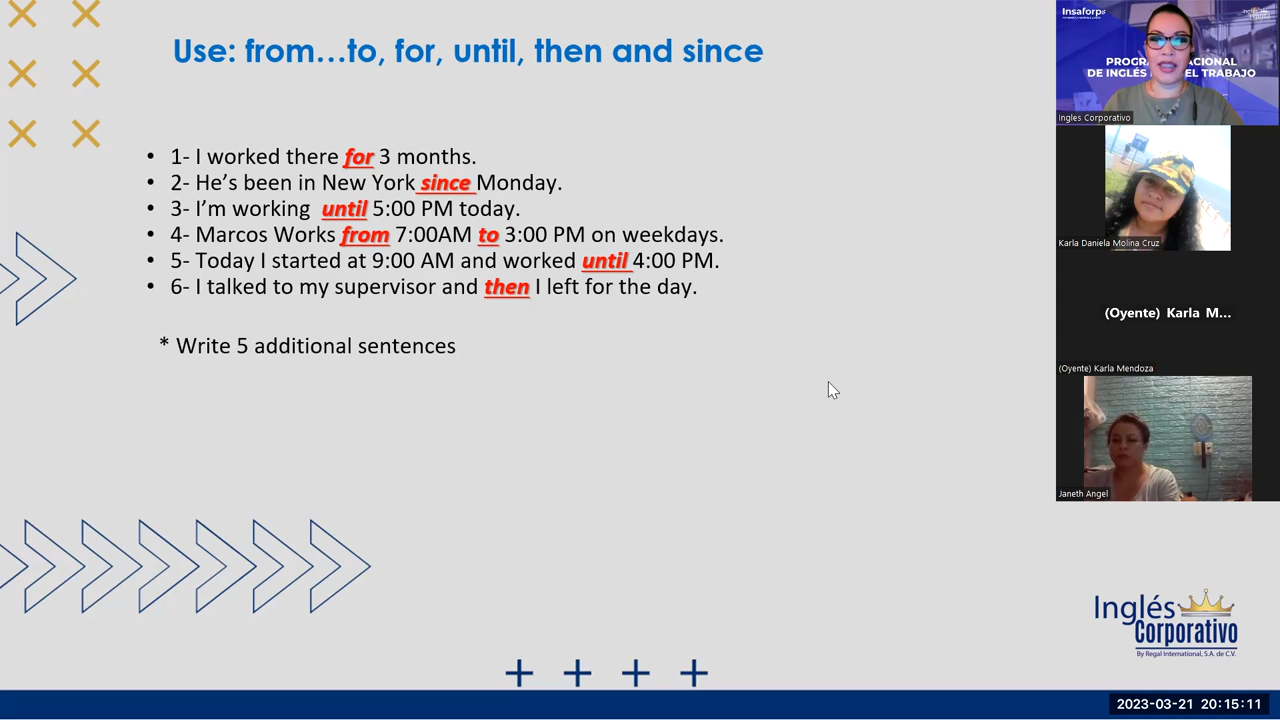 Use: from...to, for, until, then and since
• 1- I worked there for 3 months.
• 2- He's been in New York since Monday.
• 3- I'm working until 5:00 PM today.
• 4- Marcos Works from 7:00AM to 3:00 PM on weekdays.
• 5- Today I started at 9:00 AM and worked until 4:00 PM.
• 6- I talked to my supervisor and then I left for the day.
* Write 5 additional sentences
Insaforp
DE INGLÉS EL TRABAJO
Ingles Corporativo
Karla Daniela Molina Cruz
(Oyente) Karla M...
(Oyente) Karla Mendoza
Janeth Angel
Inglés
Corporativo
By Regal International, S.A. de C.V.
2023-03-21 20:15:11